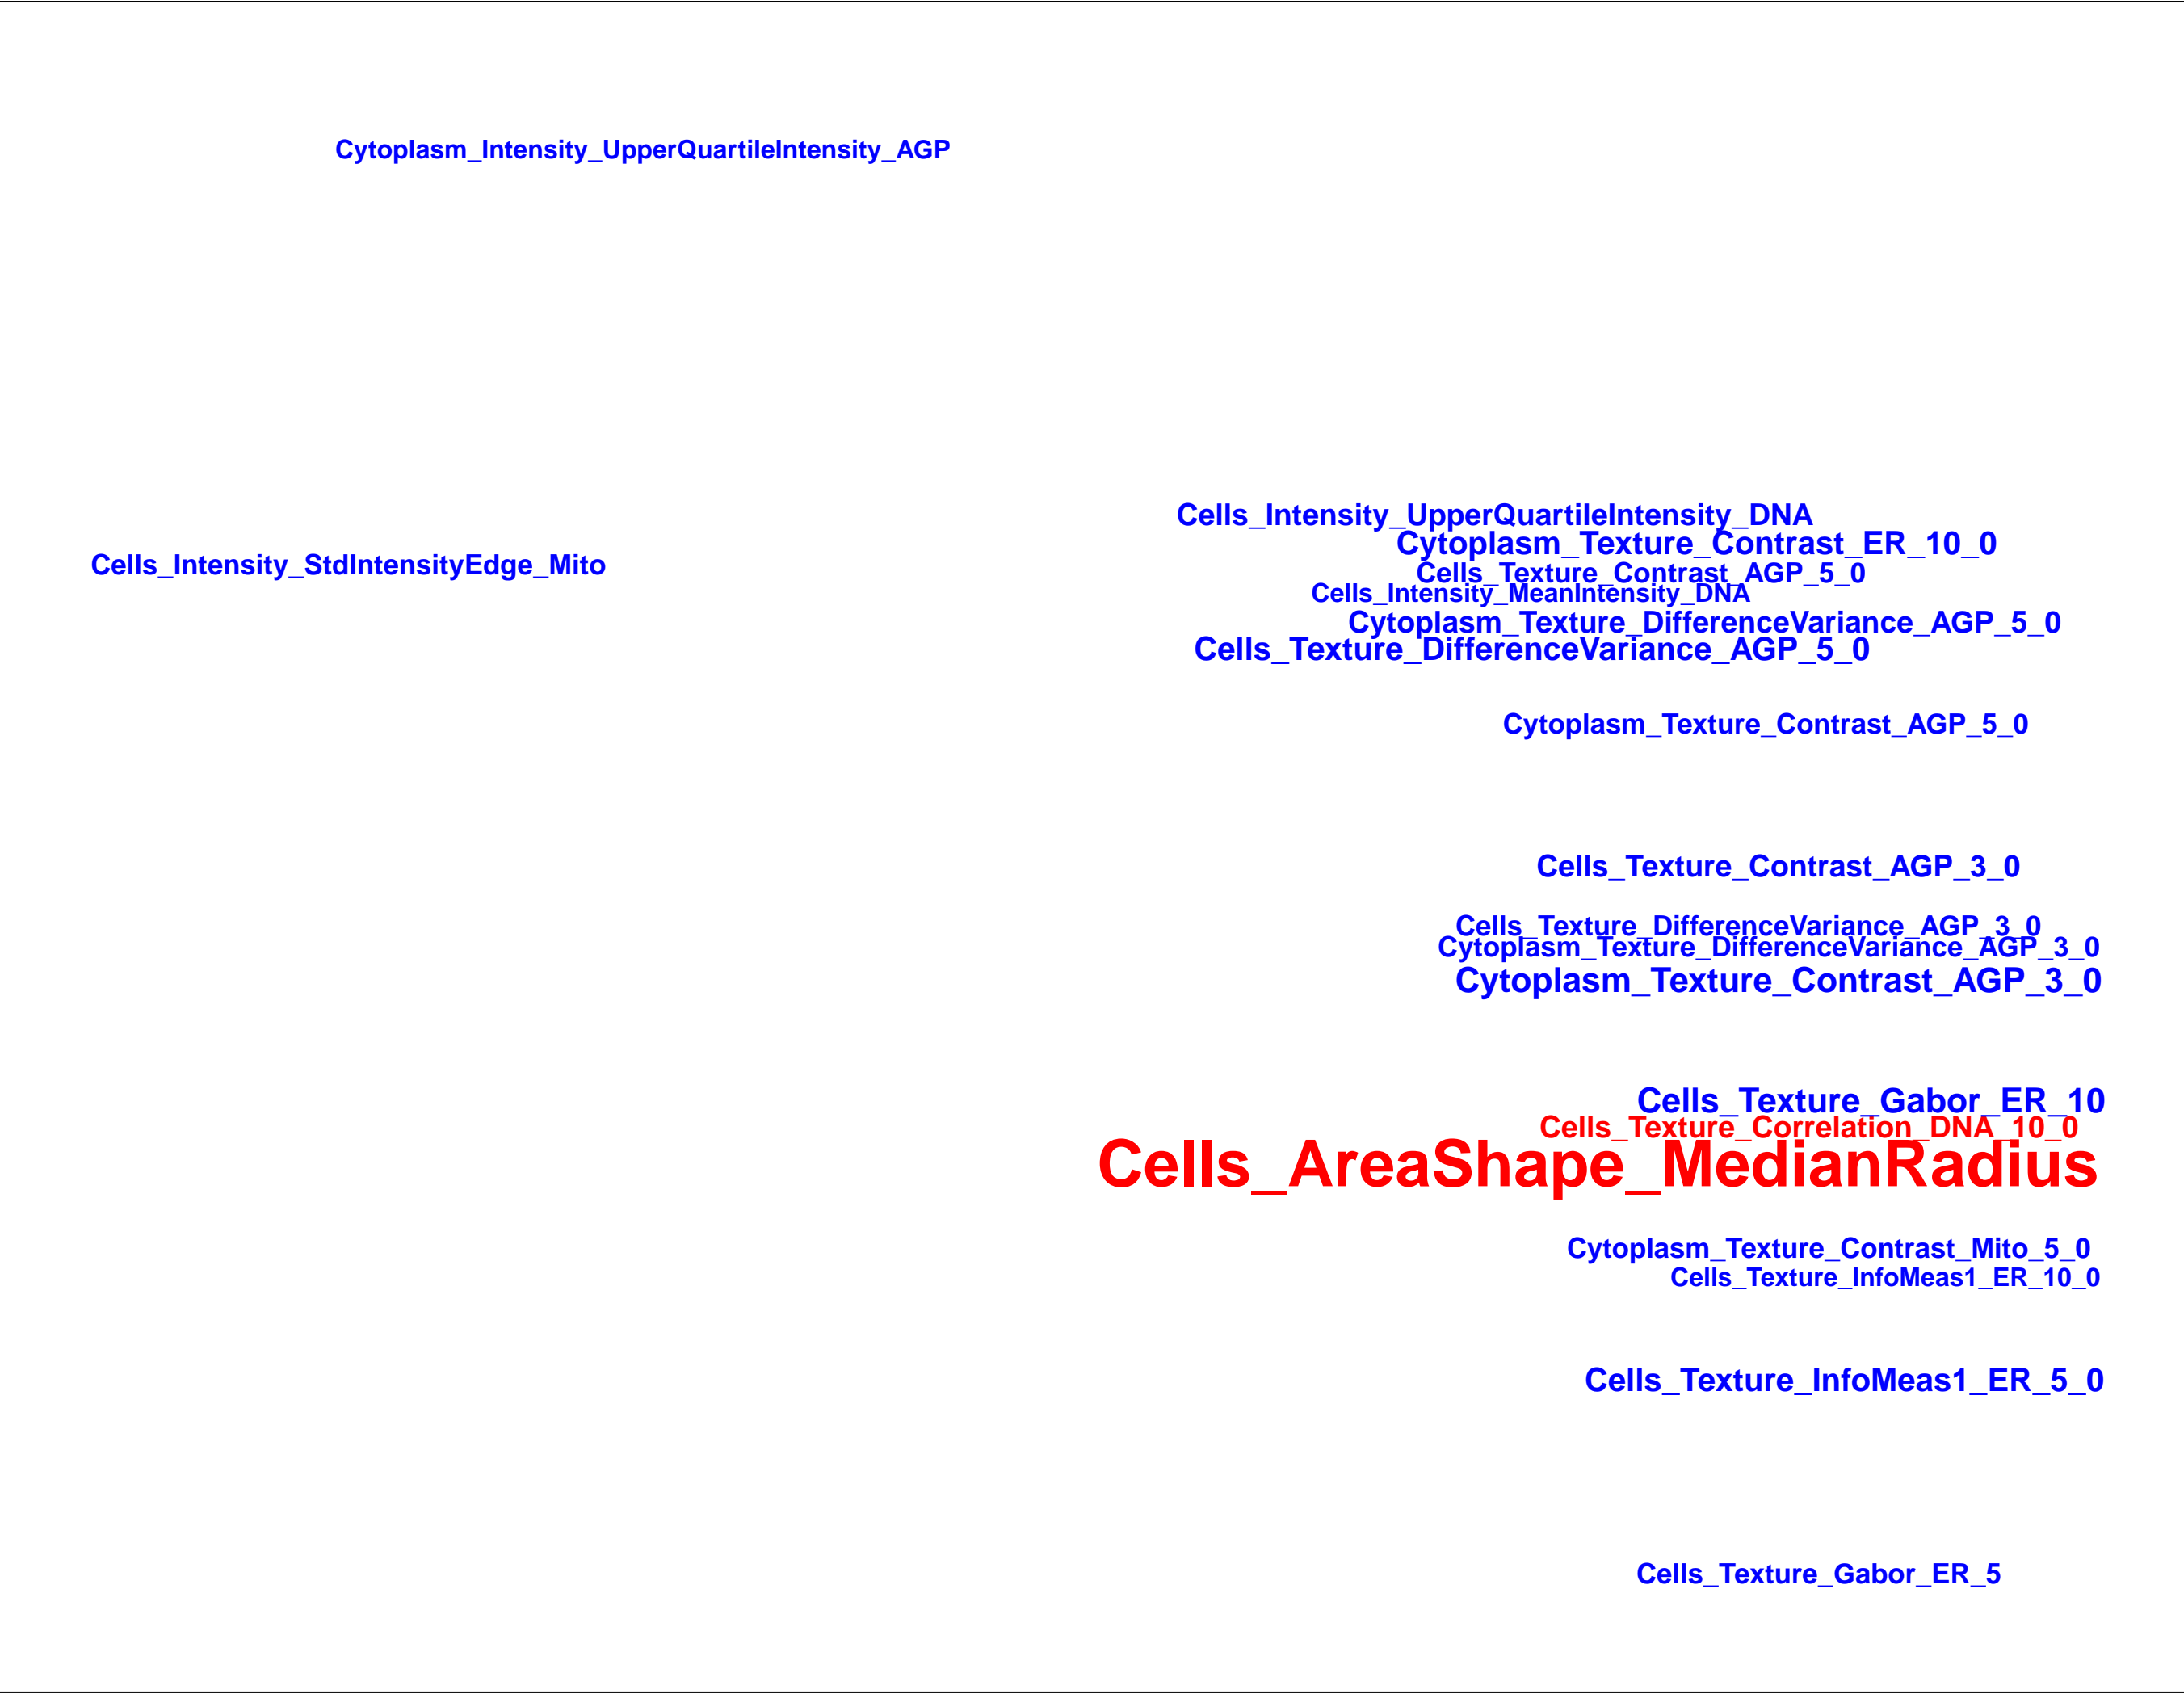 Cytoplasm_Intensity_UpperQuartileIntensity_AGP
Cells_Intensity_UpperQuartileIntensity_DNA
Cytoplasm_Texture_Contrast_ER_10_0
Cells_Intensity_StdIntensityEdge_Mito
Cells_Texture_Contrast_AGP_5_0
Cells_Intensity_MeanIntensity_DNA
Cytoplasm_Texture_DifferenceVariance_AGP_5_0
Cells_Texture_DifferenceVariance_AGP_5_0
Cytoplasm_Texture_Contrast_AGP_5_0
Cells_Texture_Contrast_AGP_3_0
Cells_Texture_DifferenceVariance_AGP_3_0
Cytoplasm_Texture_DifferenceVariance_AGP_3_0
Cytoplasm_Texture_Contrast_AGP_3_0
Cells_Texture_Gabor_ER_10
Cells_Texture_Correlation_DNA_10_0
Cells_AreaShape_MedianRadius
Cytoplasm_Texture_Contrast_Mito_5_0
Cells_Texture_InfoMeas1_ER_10_0
Cells_Texture_InfoMeas1_ER_5_0
Cells_Texture_Gabor_ER_5